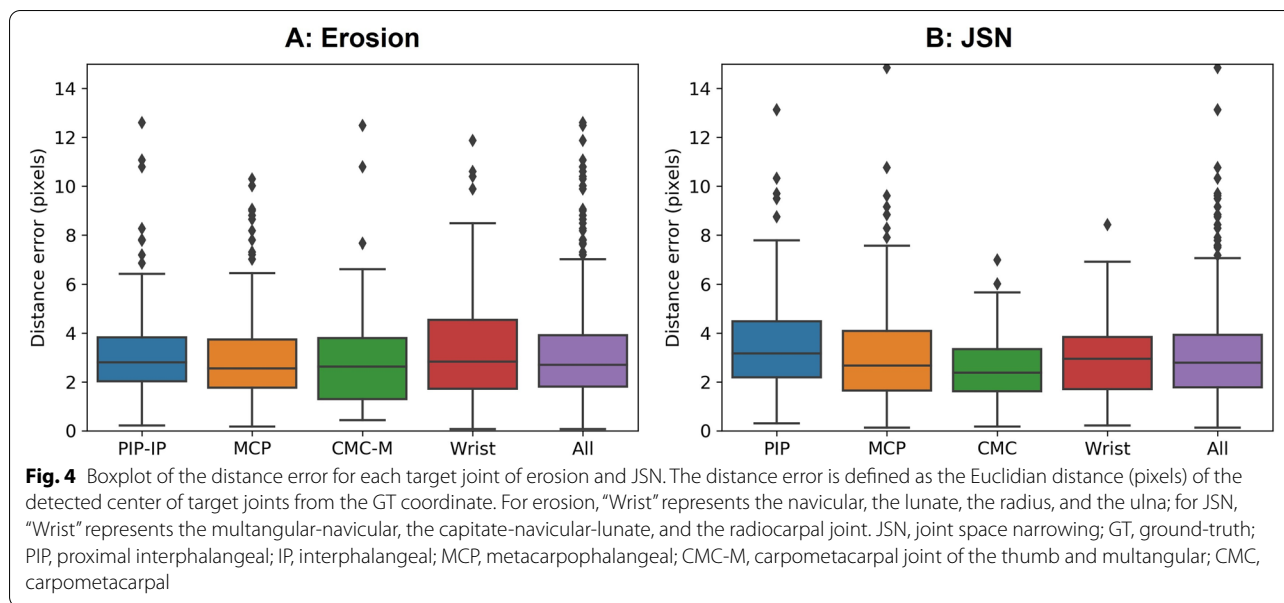 A: Erosion
B: JSN
Distance error (pixels)
14
12
10
8
6
4
2
0
PIP-IP MCP CMC-M Wrist All
Distance error (pixels)
14
12
10
8
6
4
2
0
PIP MCP CMC Wrist All
Fig. 4 Boxplot of the distance error for each target joint of erosion and JSN. The distance error is defined as the Euclidian distance (pixels) of the
detected center of target joints from the GT coordinate. For erosion, “Wrist” represents the navicular, the lunate, the radius, and the ulna; for JSN,
“Wrist” represents the multangular-navicular, the capitate-navicular-lunate, and the radiocarpal joint. JSN, joint space narrowing; GT, ground-truth;
PIP, proximal interphalangeal; IP, interphalangeal; MCP, metacarpophalangeal; CMC-M, carpometacarpal joint of the thumb and multangular; CMC,
carpometacarpal